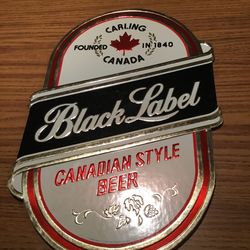 CARLING
FOUNDED IN 1840
CANADA
Black Label
CANADIAN STYLE
BEER